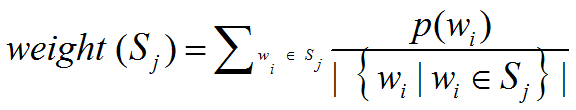 weight (S_j) = ∑_{w_i ∈ S_j} p(w_i) / | { w_i | w_i ∈ S_j } |